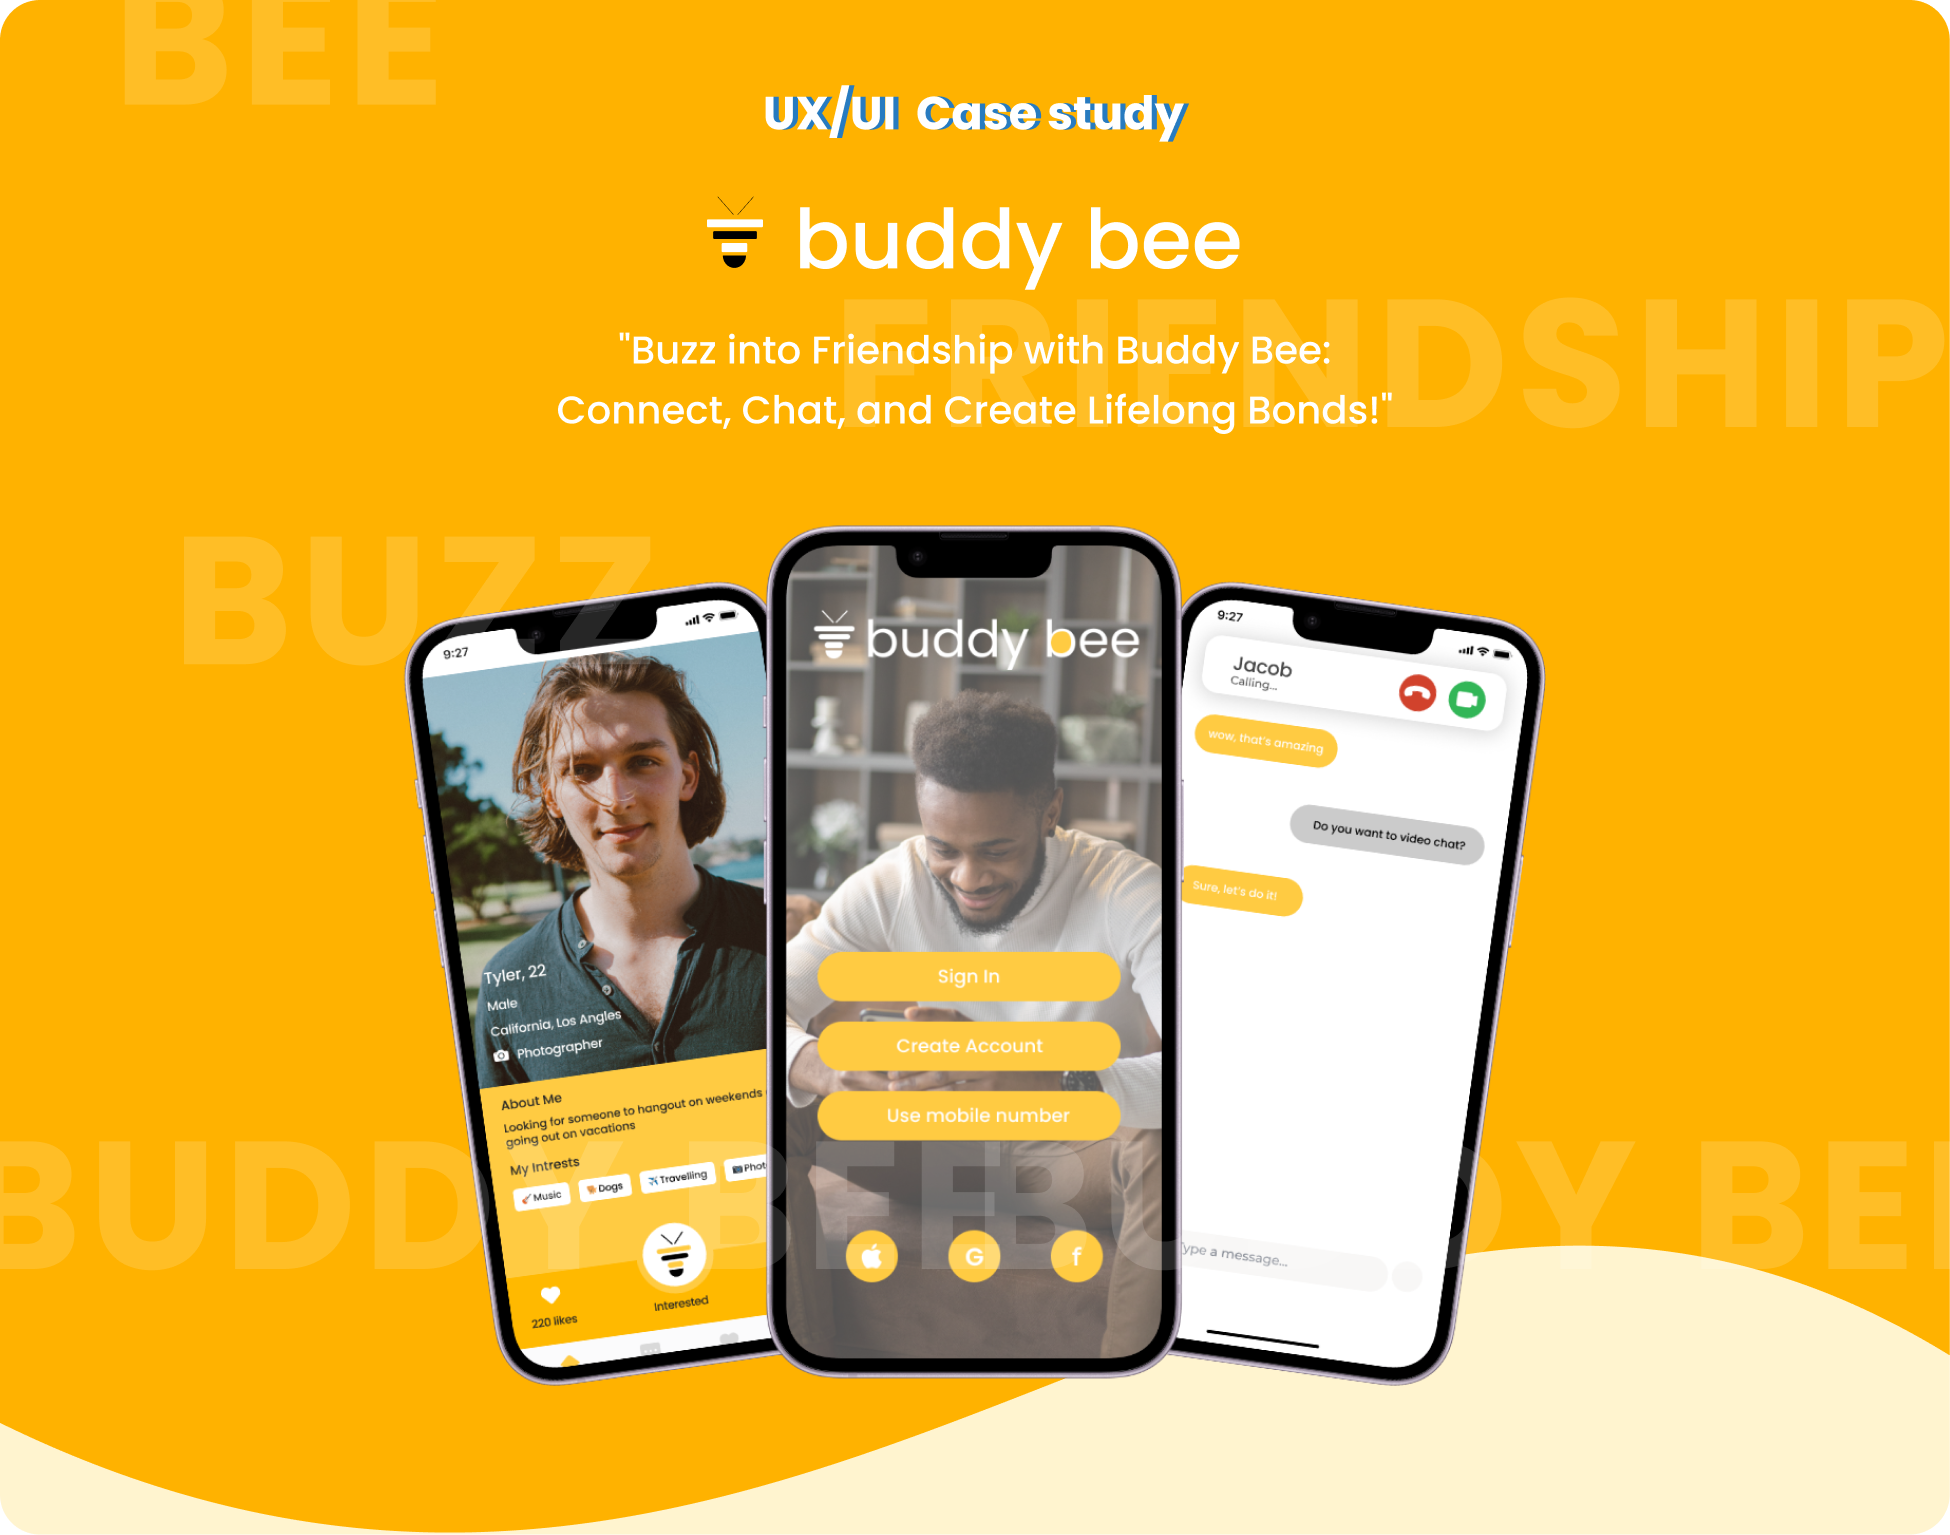 BEE
UX/UI Case study
buddy bee
FRIENDSHIP
"Buzz into Friendship with Buddy Bee:
Connect, Chat, and Create Lifelong Bonds!"
BUZZ
9:27
Tyler, 22
Male
California, Los Angles
Photographer
About Me
Looking for someone to hangout on weekends
going out on vacations
My Intrests
Music
Dogs
Travelling
Phot
220 likes
Interested
buddy bee
Sign In
Create Account
Use mobile number
G
f
9:27
Jacob
Calling...
wow, that's amazing
Do you want to video chat?
Sure, let's do it!
Type a message...
BUDDY BEE
BUDDY BEE